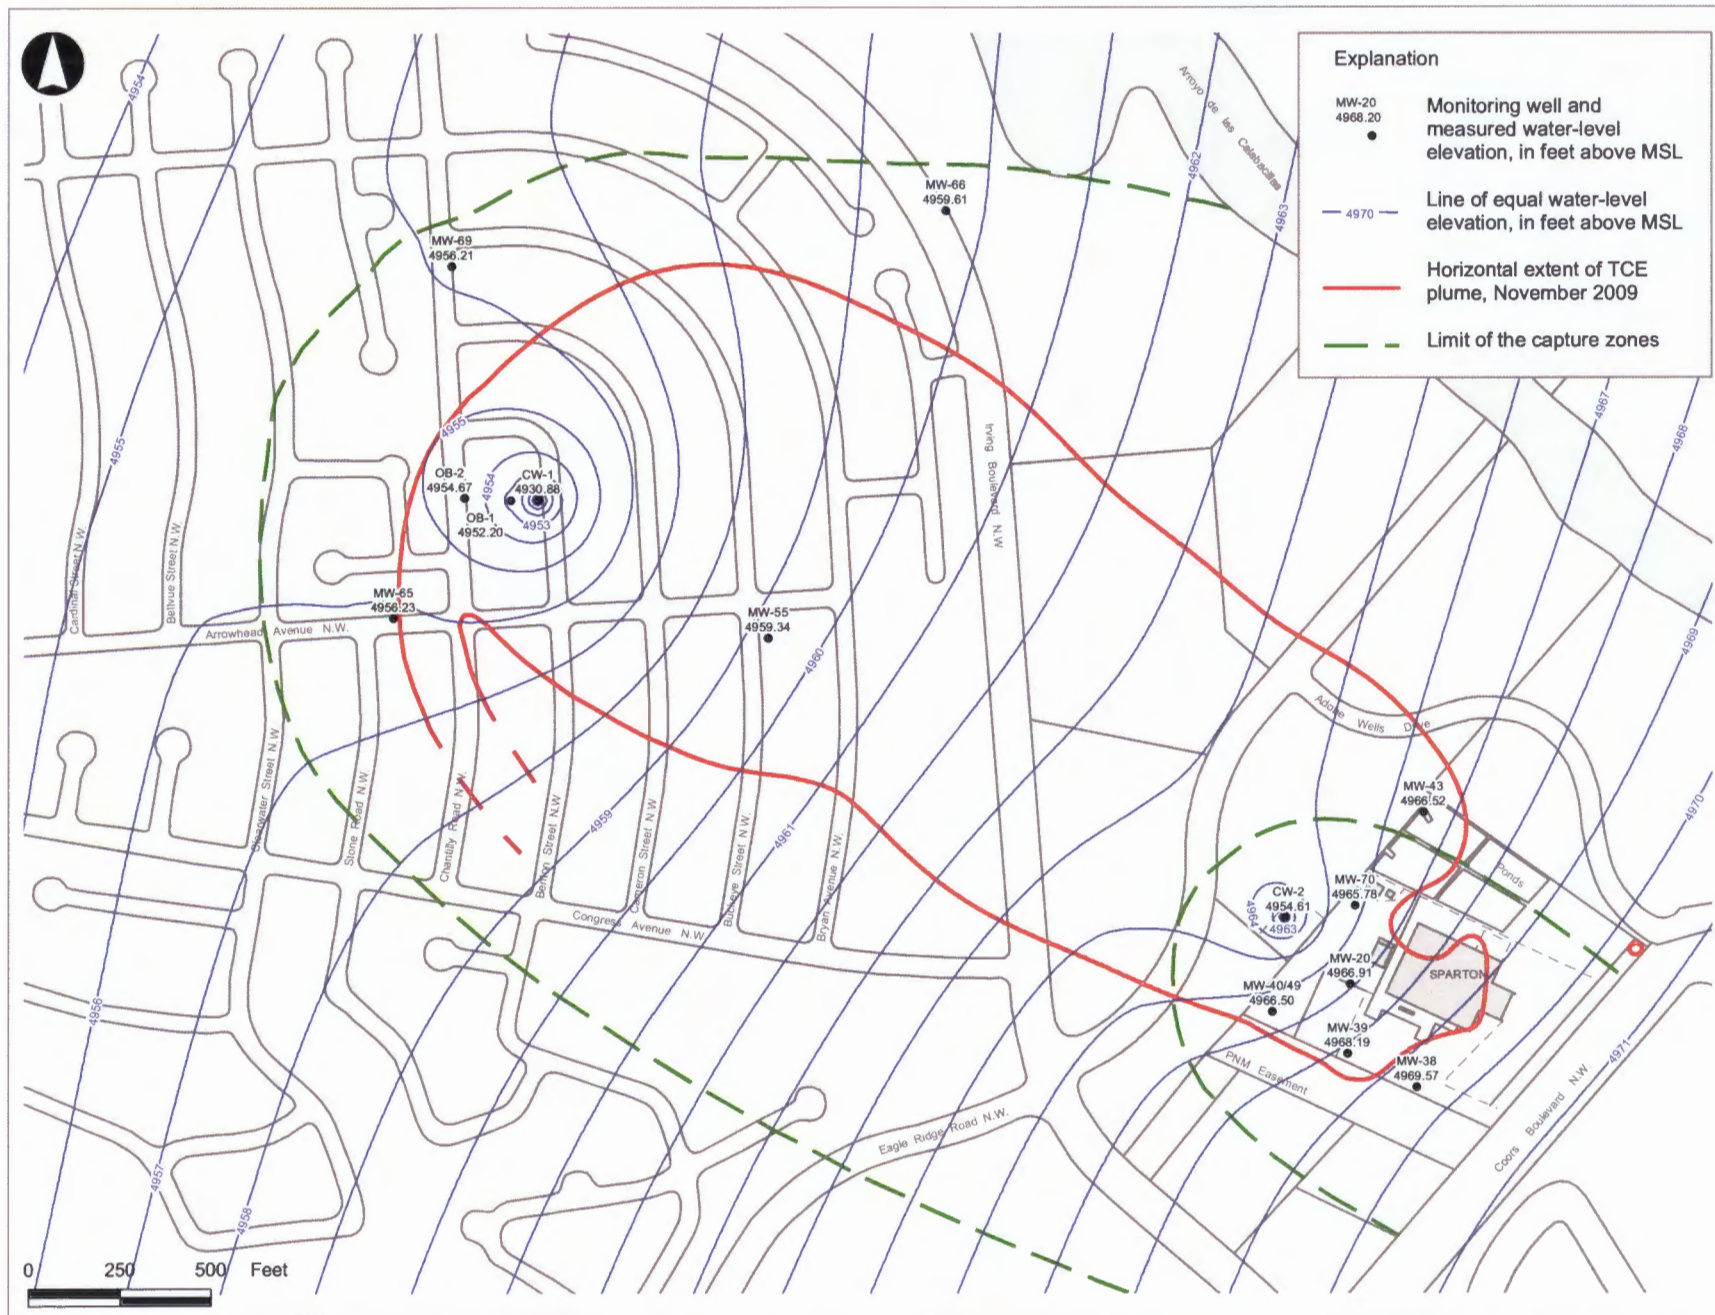 Explanation
MW-20
4968.20
Monitoring well and
measured water-level
elevation, in feet above MSL
4970
Line of equal water-level
elevation, in feet above MSL
Horizontal extent of TCE
plume, November 2009
Limit of the capture zones
Arroyo de las Calabacillas
4954
4962
4963
MW-66
4959.61
MW-69
4956.21
4955
4955
4967
4968
Irving Boulevard N.W
OB-2
4954.67
4954
CW-1
4930.88
OB-1
4952.20
4953
Cardinal Street N.W.
Bellvue Street N.W.
MW-65
4956.23
Arrowhead Avenue N.W.
MW-55
4959.34
4960
4969
Adobe Wells Drive
Clearwater Street N.W
Stone Road N.W.
Chantilly Road N.W.
Benton Street N.W.
4959
Cameron Street N.W
Buckeye Street N.W.
4961
Bryan Avenue N.W.
MW-43
4966.52
4970
Ponds
MW-70
4965.78
CW-2
4954.61
4964
4963
Congress Avenue N.W.
MW-20
4966.91
SPARTON
MW-40/49
4966.50
4956
MW-39
4968.19
MW-38
4969.57
PNM Easement
4971
Coors Boulevard N.W.
Eagle Ridge Road N.W.
4957
4958
0 250 500 Feet